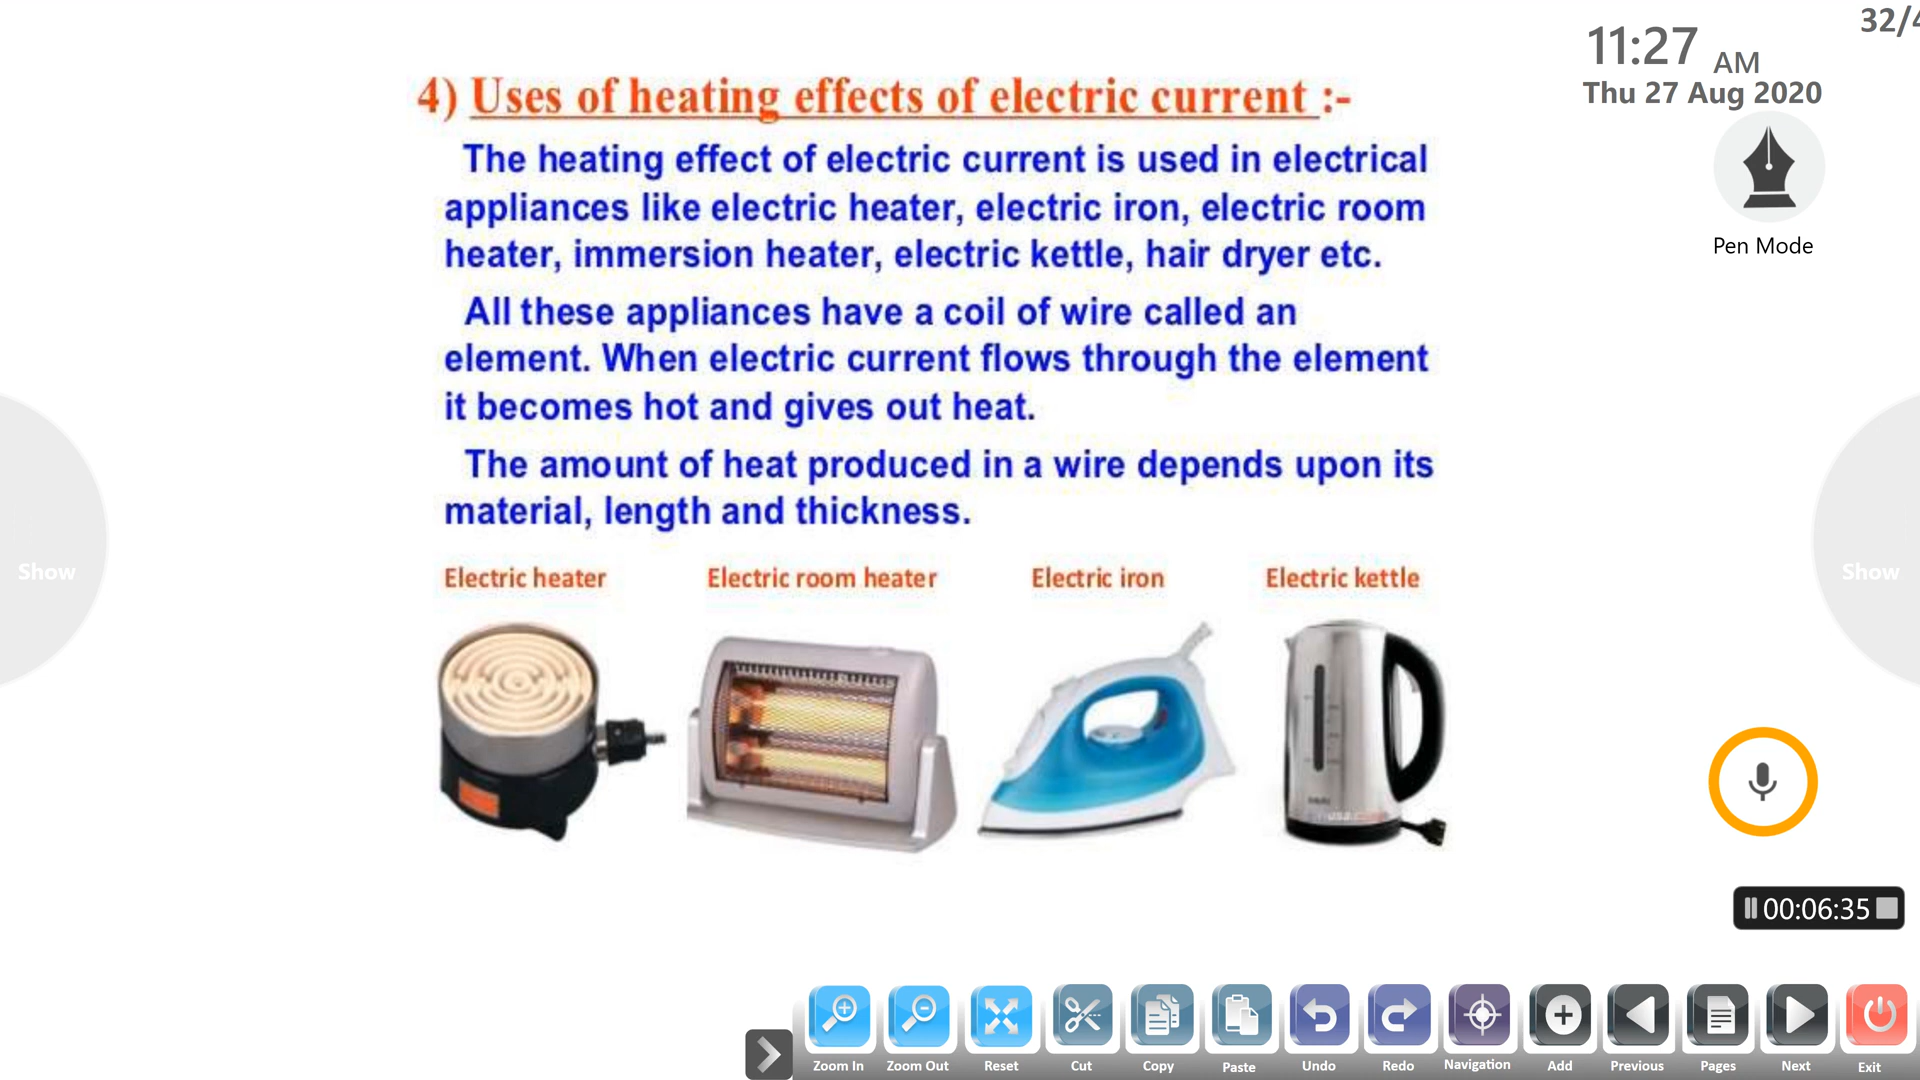 32/4
11:27 AM
Thu 27 Aug 2020
4) Uses of heating effects of electric current :-
The heating effect of electric current is used in electrical
appliances like electric heater, electric iron, electric room
heater, immersion heater, electric kettle, hair dryer etc.
Pen Mode
All these appliances have a coil of wire called an
element. When electric current flows through the element
it becomes hot and gives out heat.
The amount of heat produced in a wire depends upon its
material, length and thickness.
Show
Show
Electric heater Electric room heater Electric iron Electric kettle
00:06:35
Zoom In Zoom Out Reset Cut Copy Paste Undo Redo Navigation Add Previous Pages Next Exit